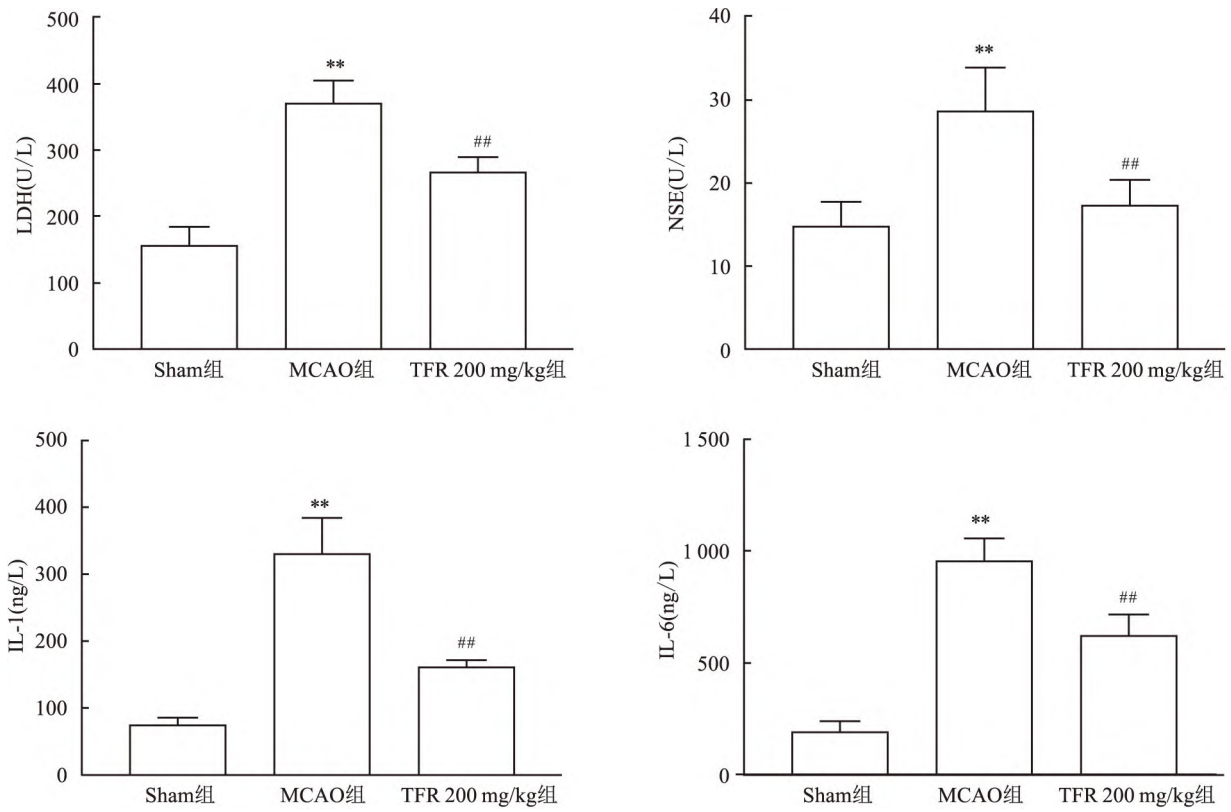 500
400
300
200
100
0
LDH(U/L)
**
##
Sham组
MCAO组
TFR 200 mg/kg组
40
30
20
10
0
NSE(U/L)
**
##
Sham组
MCAO组
TFR 200 mg/kg组
500
400
300
200
100
0
IL-1(ng/L)
**
##
Sham组
MCAO组
TFR 200 mg/kg组
1 500
1 000
500
0
IL-6(ng/L)
**
##
Sham组
MCAO组
TFR 200 mg/kg组